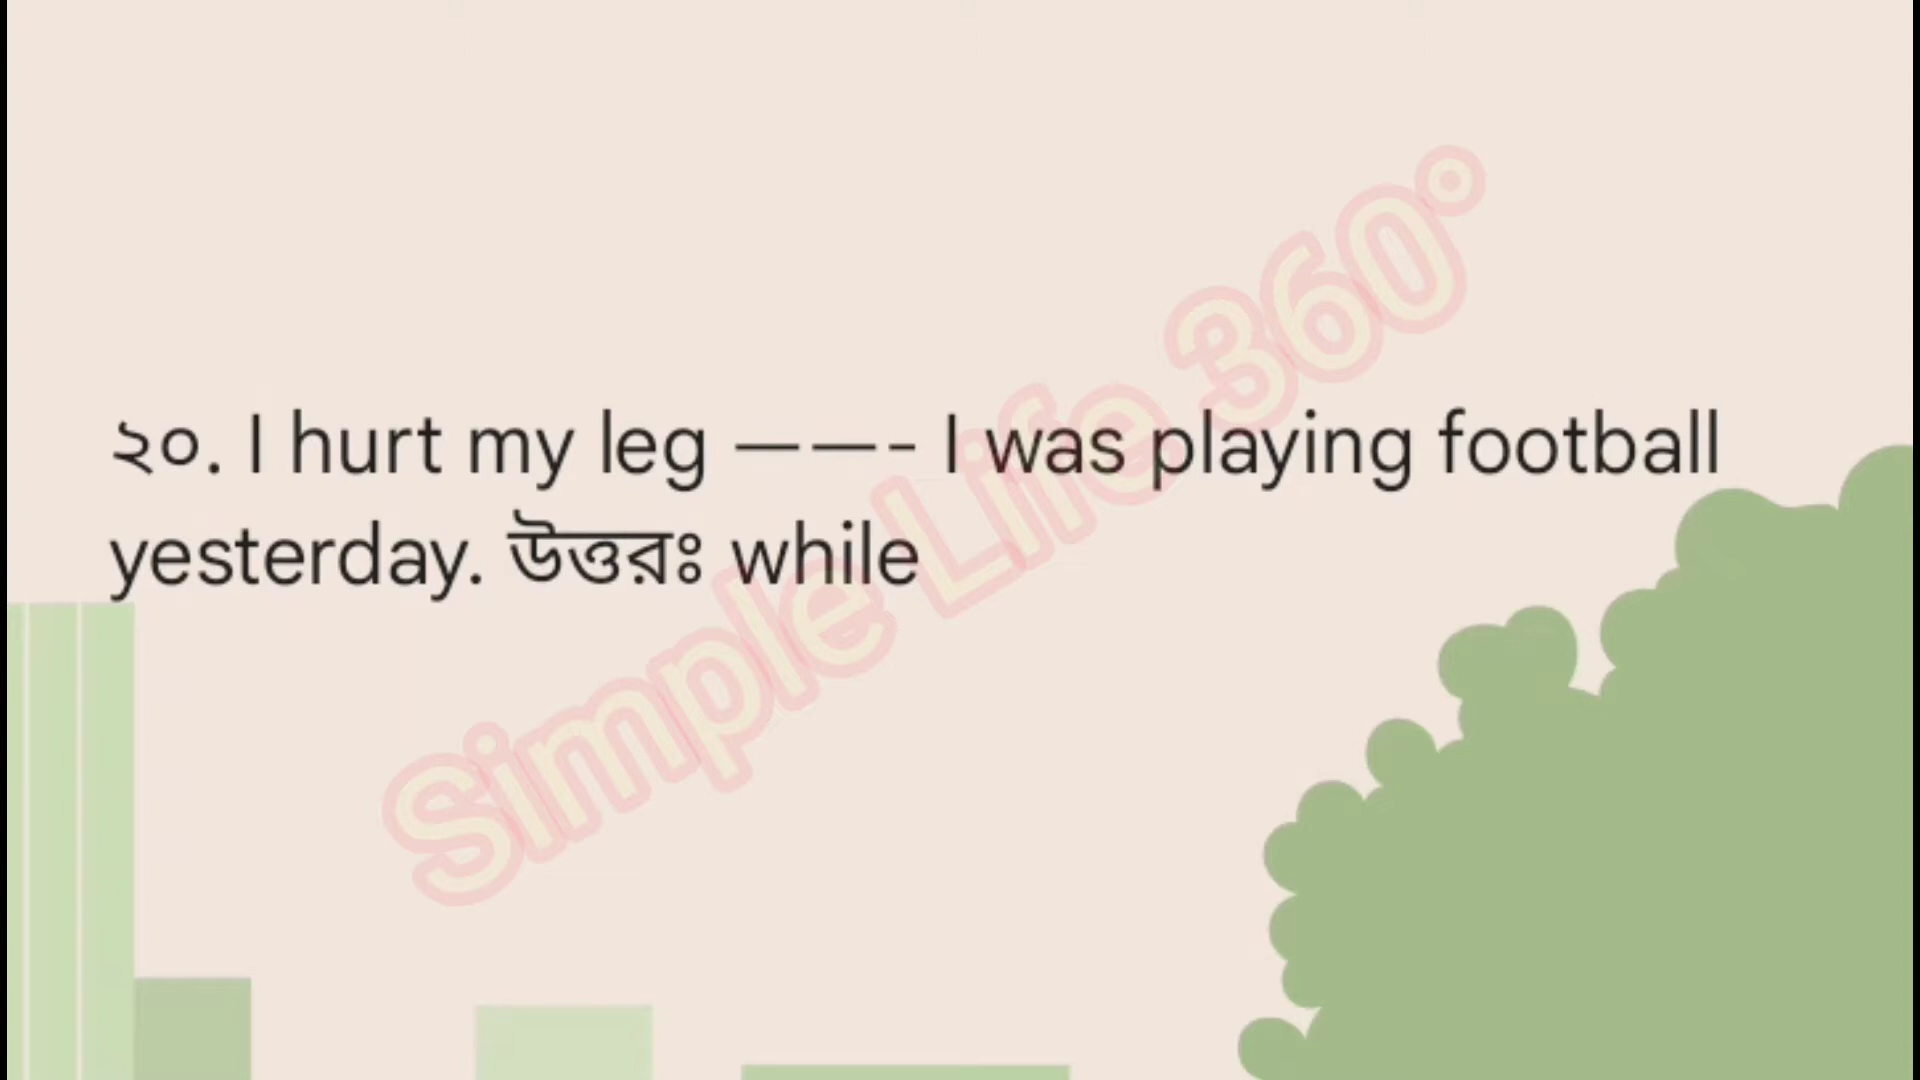 ২০. I hurt my leg ——- I was playing football
yesterday. উত্তরঃ while
Simple Life 360°